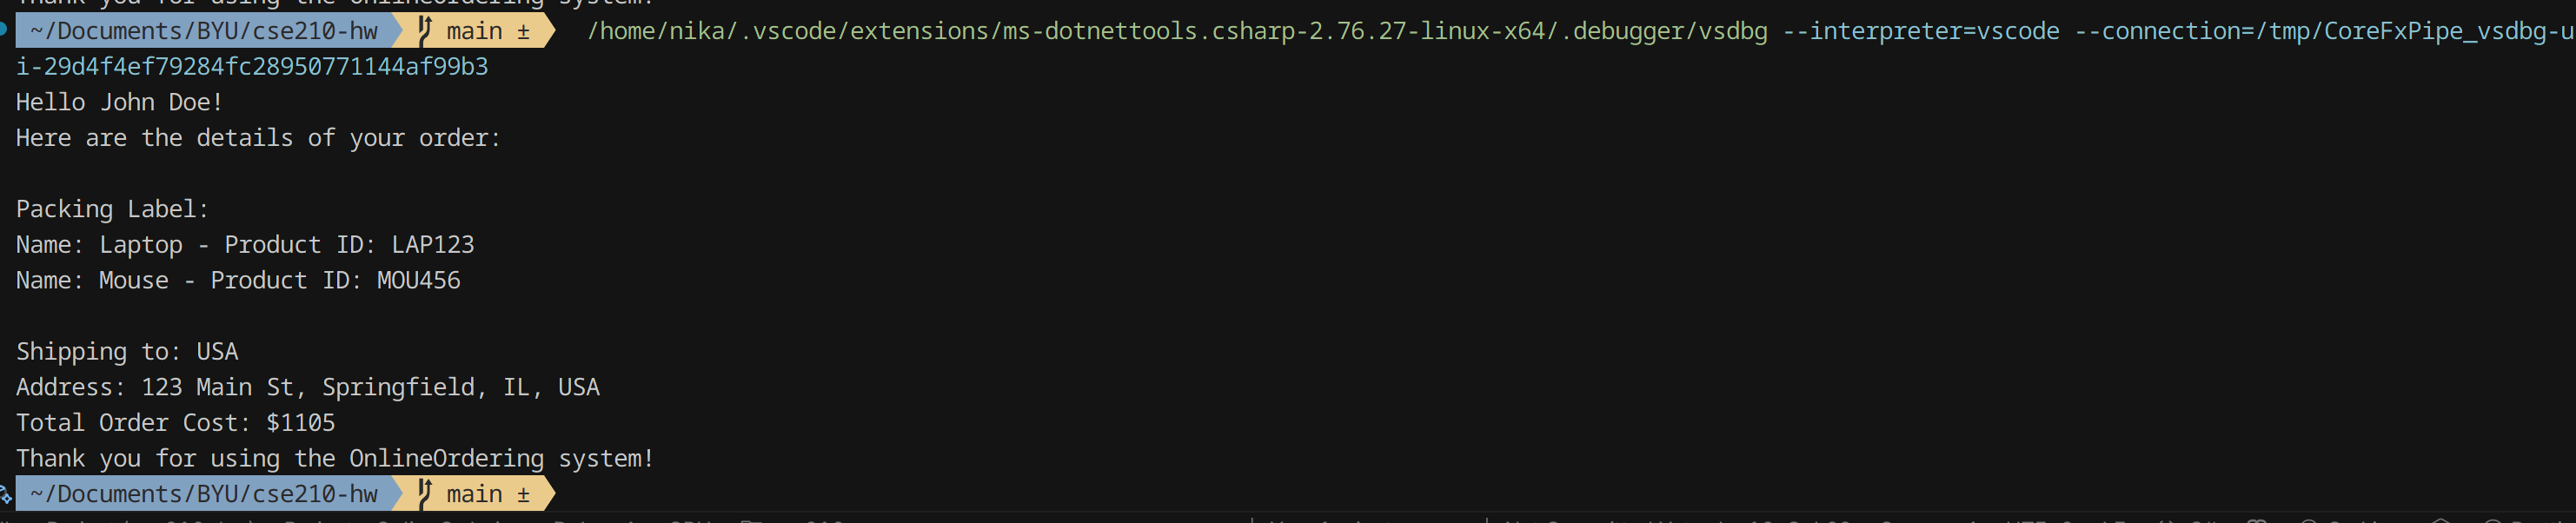 Thank you for using the OnlineOrdering system!
~/Documents/BYU/cse210-hw main ± /home/nika/.vscode/extensions/ms-dotnettools.csharp-2.76.27-linux-x64/.debugger/vsdbg --interpreter=vscode --connection=/tmp/CoreFxPipe_vsdbg-u
i-29d4f4ef79284fc28950771144af99b3
Hello John Doe!
Here are the details of your order:
Packing Label:
Name: Laptop - Product ID: LAP123
Name: Mouse - Product ID: MOU456
Shipping to: USA
Address: 123 Main St, Springfield, IL, USA
Total Order Cost: $1105
Thank you for using the OnlineOrdering system!
~/Documents/BYU/cse210-hw main ±